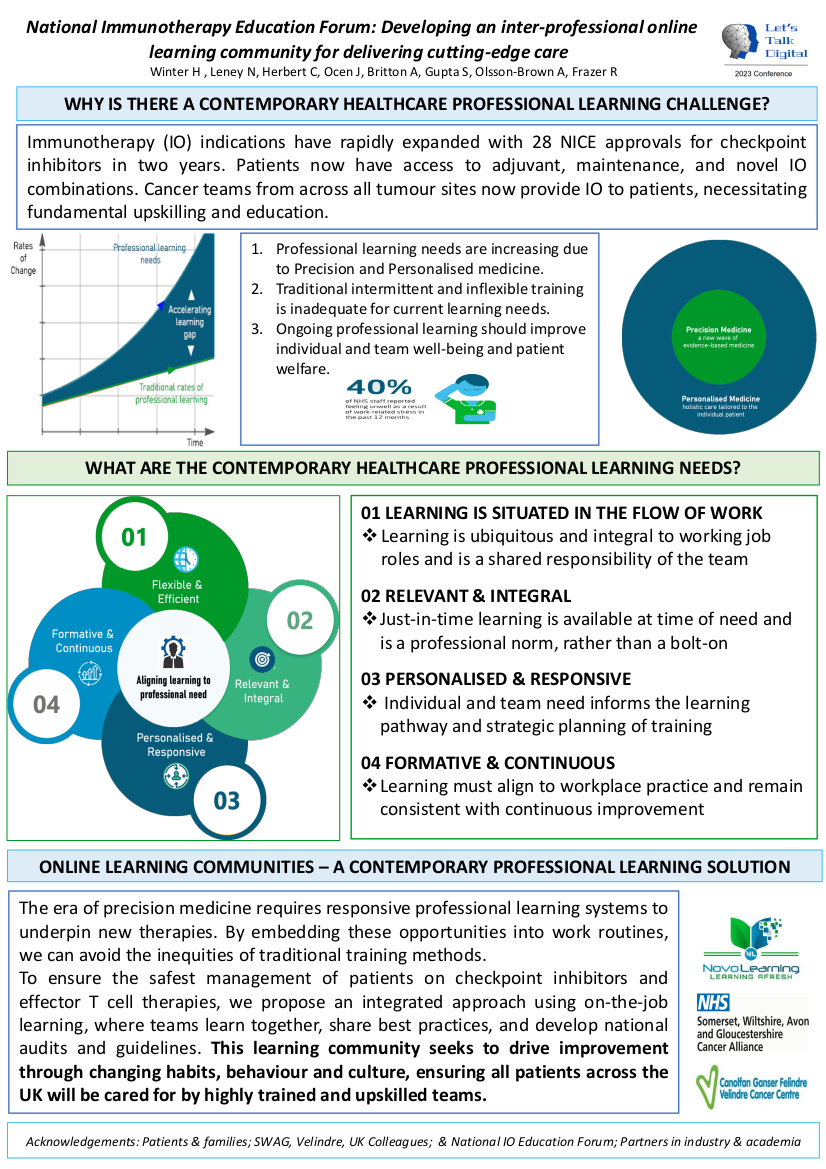 National Immunotherapy Education Forum: Developing an inter-professional online
learning community for delivering cutting-edge care
Winter H , Leney N, Herbert C, Ocen J, Britton A, Gupta S, Olsson-Brown A, Frazer R
Let's
Talk
Digital
2023 Conference
WHY IS THERE A CONTEMPORARY HEALTHCARE PROFESSIONAL LEARNING CHALLENGE?
Immunotherapy (IO) indications have rapidly expanded with 28 NICE approvals for checkpoint
inhibitors in two years. Patients now have access to adjuvant, maintenance, and novel IO
combinations. Cancer teams from across all tumour sites now provide IO to patients, necessitating
fundamental upskilling and education.
Rates
of
Change
Professional learning
needs
Accelerating
learning
gap
Traditional rates of
professional learning
Time
1. Professional learning needs are increasing due
to Precision and Personalised medicine.
2. Traditional intermittent and inflexible training
is inadequate for current learning needs.
3. Ongoing professional learning should improve
individual and team well-being and patient
welfare.
40%
of NHS staff reported
feeling unwell as a result
of work-related stress in
the past 12 months
Precision Medicine
a new wave of
evidence-based medicine
Personalised Medicine
holistic care tailored to the
individual patient
WHAT ARE THE CONTEMPORARY HEALTHCARE PROFESSIONAL LEARNING NEEDS?
01
Flexible &
Efficient
02
Relevant &
Integral
Formative &
Continuous
04
Aligning learning to
professional need
Personalised &
Responsive
03
01 LEARNING IS SITUATED IN THE FLOW OF WORK
❖ Learning is ubiquitous and integral to working job
roles and is a shared responsibility of the team
02 RELEVANT & INTEGRAL
❖ Just-in-time learning is available at time of need and
is a professional norm, rather than a bolt-on
03 PERSONALISED & RESPONSIVE
❖ Individual and team need informs the learning
pathway and strategic planning of training
04 FORMATIVE & CONTINUOUS
❖ Learning must align to workplace practice and remain
consistent with continuous improvement
ONLINE LEARNING COMMUNITIES – A CONTEMPORARY PROFESSIONAL LEARNING SOLUTION
The era of precision medicine requires responsive professional learning systems to
underpin new therapies. By embedding these opportunities into work routines,
we can avoid the inequities of traditional training methods.
To ensure the safest management of patients on checkpoint inhibitors and
effector T cell therapies, we propose an integrated approach using on-the-job
learning, where teams learn together, share best practices, and develop national
audits and guidelines. This learning community seeks to drive improvement
through changing habits, behaviour and culture, ensuring all patients across the
UK will be cared for by highly trained and upskilled teams.
NL
NovoLearning
LEARNING AFRESH
NHS
Somerset, Wiltshire, Avon
and Gloucestershire
Cancer Alliance
Canolfan Ganser Felindre
Velindre Cancer Centre
Acknowledgements: Patients & families; SWAG, Velindre, UK Colleagues; & National IO Education Forum; Partners in industry & academia